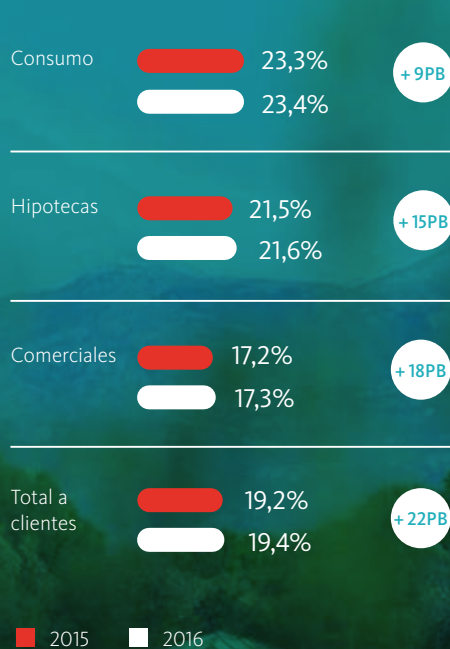 Consumo
23,3%
23,4%
+ 9PB
Hipotecas
21,5%
21,6%
+ 15PB
Comerciales
17,2%
17,3%
+ 18PB
Total a
clientes
19,2%
19,4%
+ 22PB
2015 2016